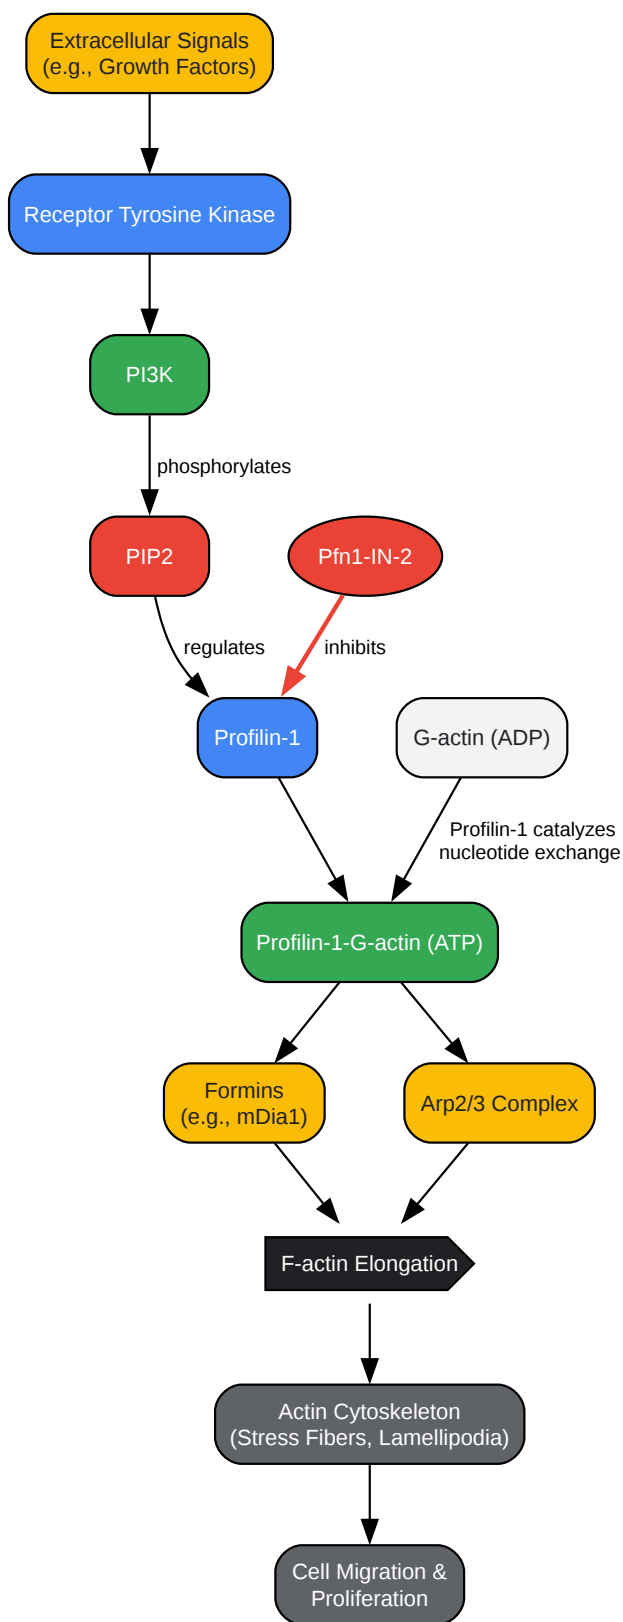 Extracellular Signals
(e.g., Growth Factors)
Receptor Tyrosine Kinase
PI3K
phosphorylates
PIP2
Pfn1-IN-2
regulates
inhibits
Profilin-1
G-actin (ADP)
Profilin-1 catalyzes
nucleotide exchange
Profilin-1-G-actin (ATP)
Formins
(e.g., mDia1)
Arp2/3 Complex
F-actin Elongation
Actin Cytoskeleton
(Stress Fibers, Lamellipodia)
Cell Migration &
Proliferation